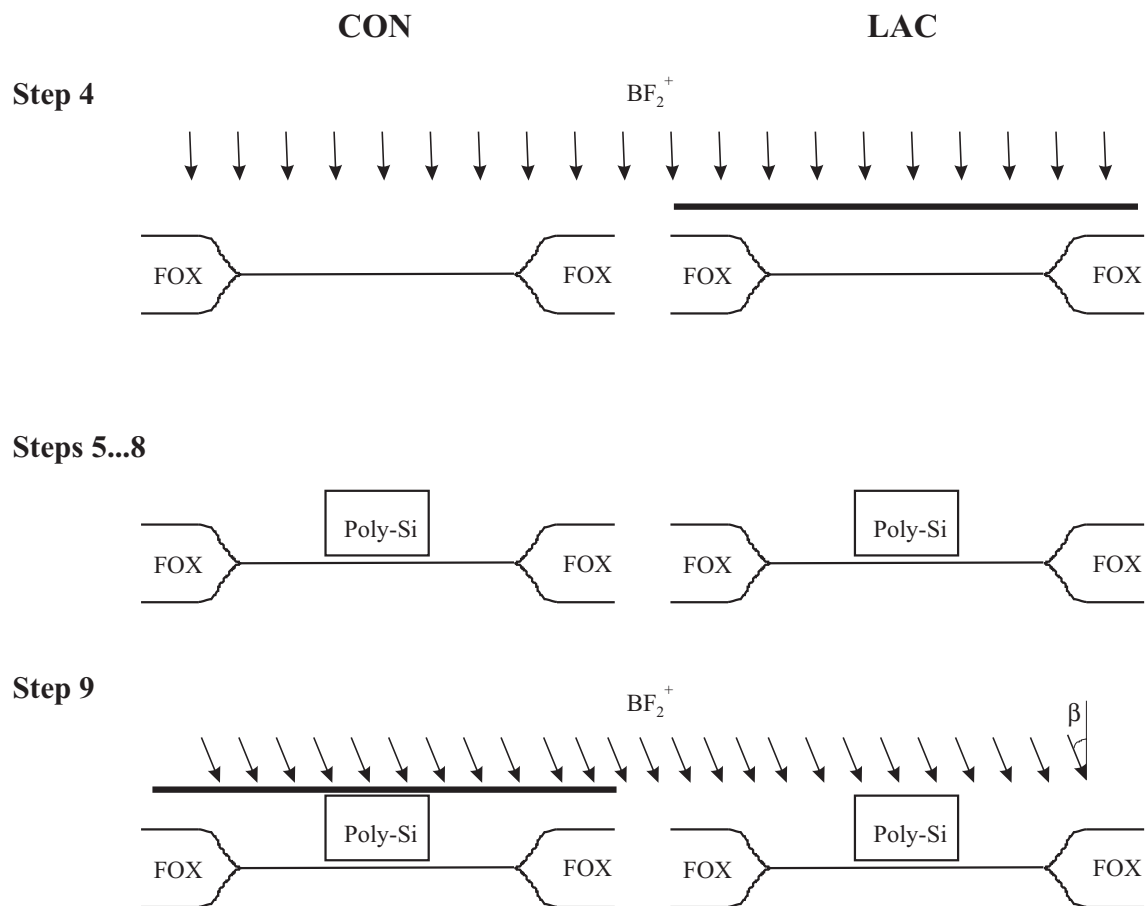 CON LAC
Step 4
BF₂⁺
FOX FOX FOX FOX
Steps 5...8
Poly-Si Poly-Si
FOX FOX FOX FOX
Step 9
BF₂⁺ β
Poly-Si Poly-Si
FOX FOX FOX FOX